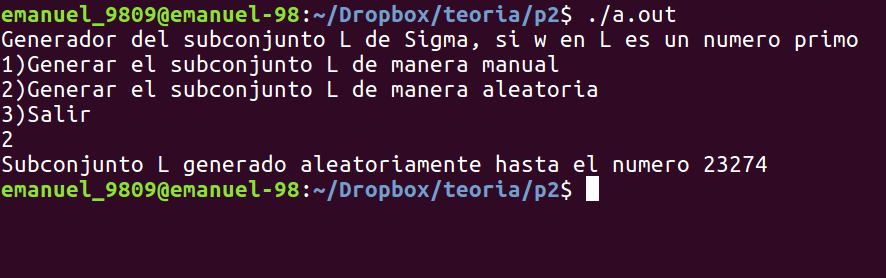 emanuel_9809@emanuel-98:~/Dropbox/teoria/p2$ ./a.out
Generador del subconjunto L de Sigma, si w en L es un numero primo
1)Generar el subconjunto L de manera manual
2)Generar el subconjunto L de manera aleatoria
3)Salir
2
Subconjunto L generado aleatoriamente hasta el numero 23274
emanuel_9809@emanuel-98:~/Dropbox/teoria/p2$